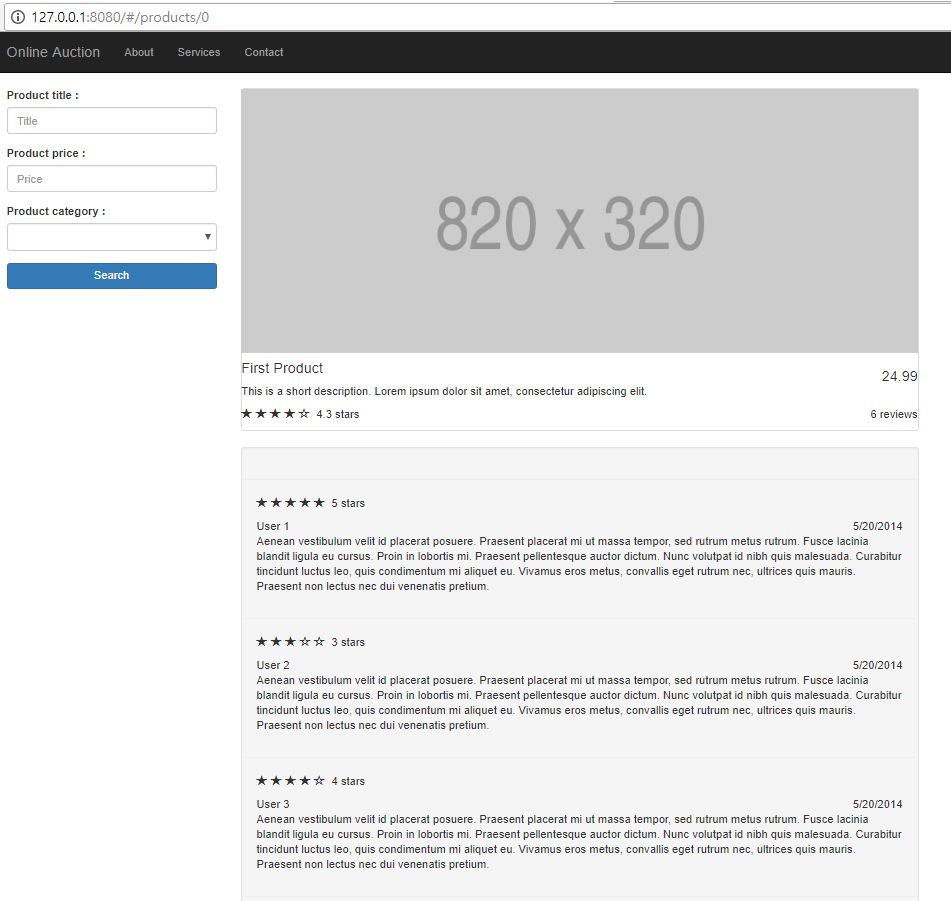 127.0.0.1:8080/#/products/0
Online Auction About Services Contact
Product title :
Title
Product price :
Price
Product category :
Search
820 x 320
First Product
24.99
This is a short description. Lorem ipsum dolor sit amet, consectetur adipiscing elit.
★★★★☆ 4.3 stars
6 reviews
★★★★★ 5 stars
User 1
5/20/2014
Aenean vestibulum velit id placerat posuere. Praesent placerat mi ut massa tempor, sed rutrum metus rutrum. Fusce lacinia
blandit ligula eu cursus. Proin in lobortis mi. Praesent pellentesque auctor dictum. Nunc volutpat id nibh quis malesuada. Curabitur
tincidunt luctus leo, quis condimentum mi aliquet eu. Vivamus eros metus, convallis eget rutrum nec, ultrices quis mauris.
Praesent non lectus nec dui venenatis pretium.
★★★☆☆ 3 stars
User 2
5/20/2014
Aenean vestibulum velit id placerat posuere. Praesent placerat mi ut massa tempor, sed rutrum metus rutrum. Fusce lacinia
blandit ligula eu cursus. Proin in lobortis mi. Praesent pellentesque auctor dictum. Nunc volutpat id nibh quis malesuada. Curabitur
tincidunt luctus leo, quis condimentum mi aliquet eu. Vivamus eros metus, convallis eget rutrum nec, ultrices quis mauris.
Praesent non lectus nec dui venenatis pretium.
★★★★☆ 4 stars
User 3
5/20/2014
Aenean vestibulum velit id placerat posuere. Praesent placerat mi ut massa tempor, sed rutrum metus rutrum. Fusce lacinia
blandit ligula eu cursus. Proin in lobortis mi. Praesent pellentesque auctor dictum. Nunc volutpat id nibh quis malesuada. Curabitur
tincidunt luctus leo, quis condimentum mi aliquet eu. Vivamus eros metus, convallis eget rutrum nec, ultrices quis mauris.
Praesent non lectus nec dui venenatis pretium.